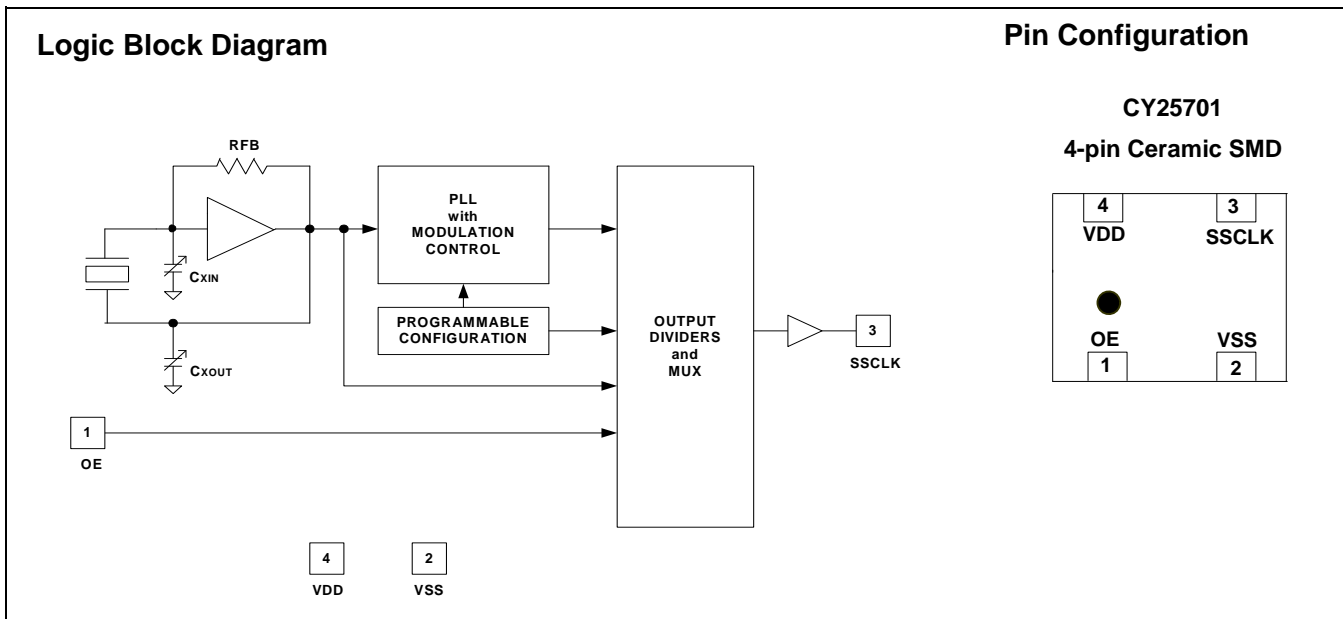 Logic Block Diagram
RFB
CXIN
CXOUT
PLL
with
MODULATION
CONTROL
PROGRAMMABLE
CONFIGURATION
OUTPUT
DIVIDERS
and
MUX
3
SSCLK
1
OE
4
VDD
2
VSS
Pin Configuration
CY25701
4-pin Ceramic SMD
4
VDD
3
SSCLK
OE
1
VSS
2